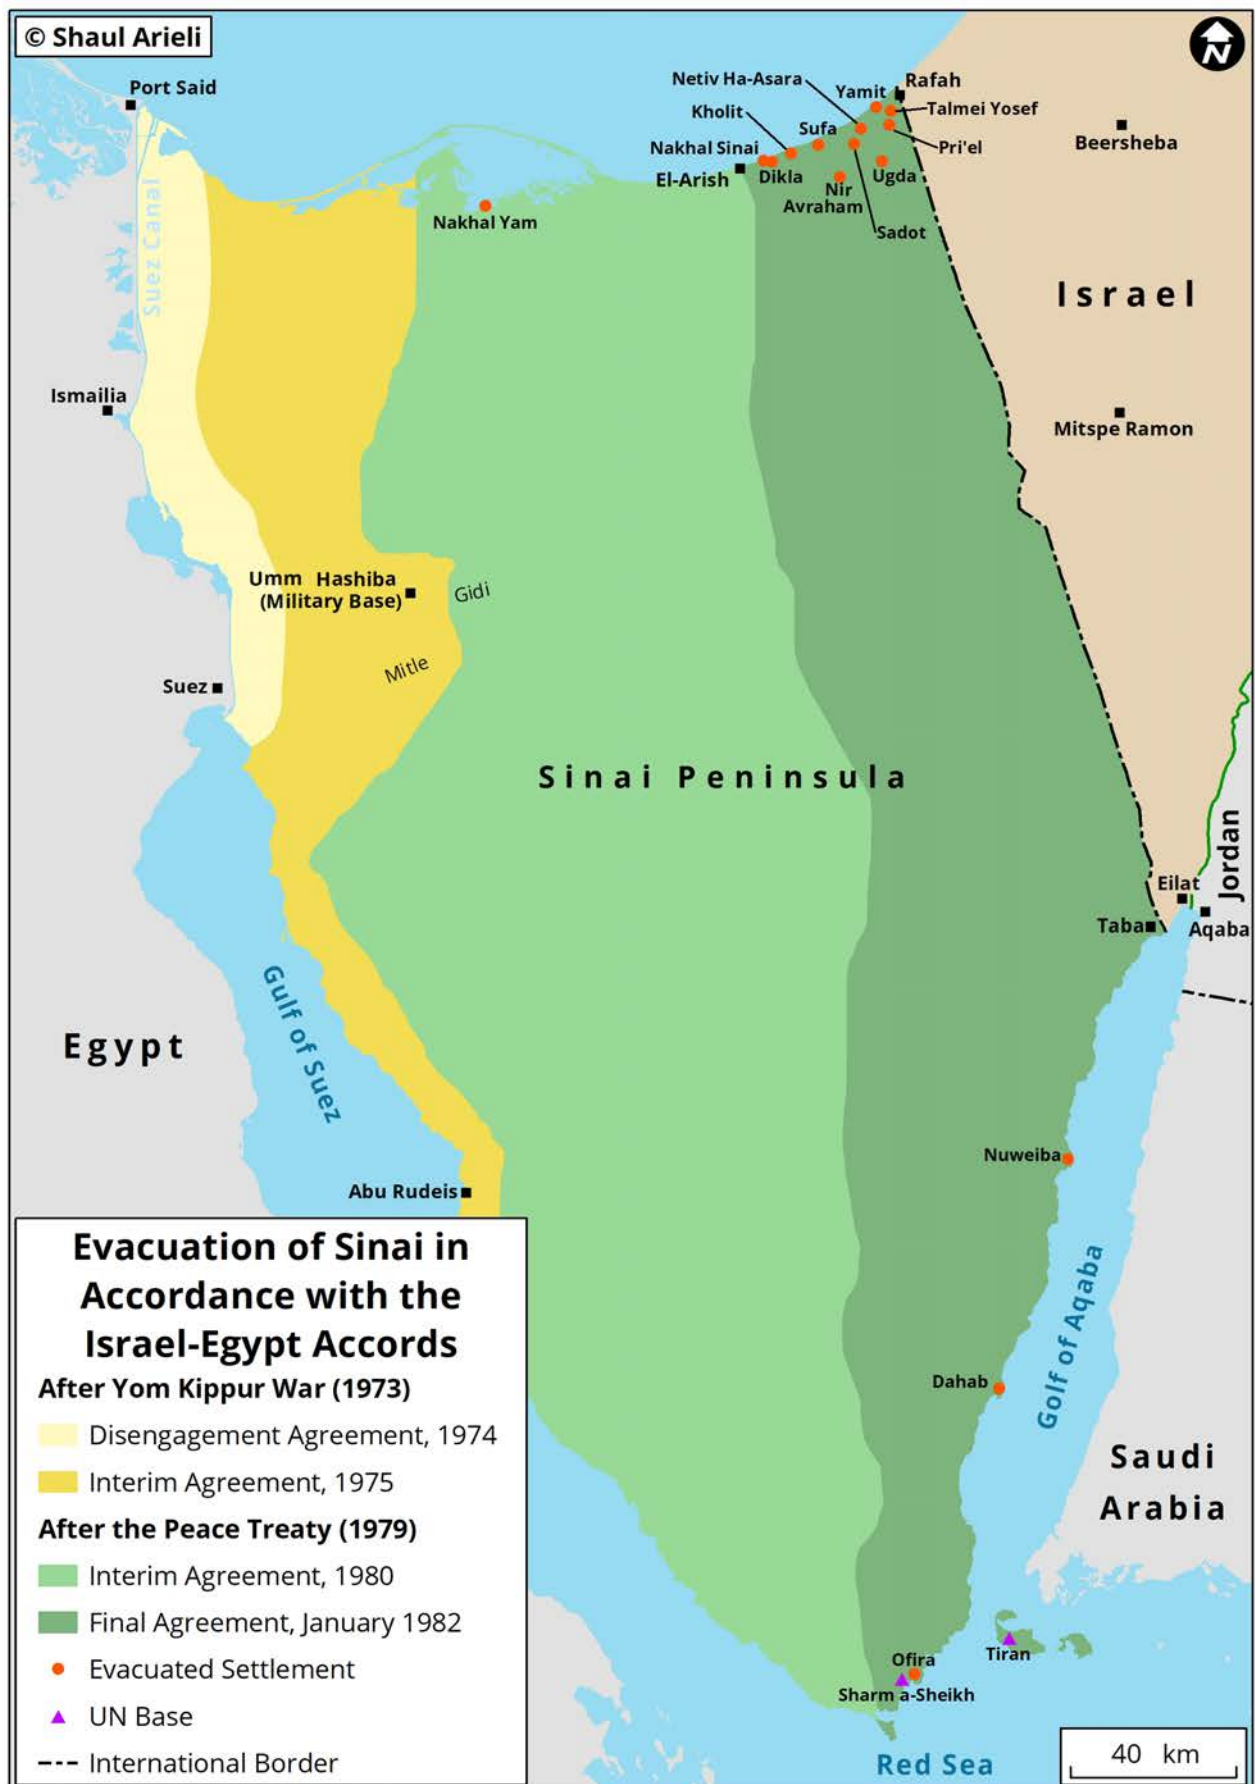 © Shaul Arieli
N
Port Said
Netiv Ha-Asara
Yamit
Rafah
Kholit
Talmei Yosef
Sufa
Beersheba
Nakhal Sinai
Pri'el
El-Arish
Dikla
Ugda
Nir
Avraham
Suez Canal
Nakhal Yam
Sadot
Israel
Ismailia
Mitspe Ramon
Umm Hashiba
(Military Base)
Gidi
Mitle
Suez
Sinai Peninsula
Jordan
Eilat
Taba
Aqaba
Gulf of Suez
Egypt
Nuweiba
Abu Rudeis
Golf of Aqaba
Dahab
Saudi
Arabia
Ofira
Tiran
Sharm a-Sheikh
Red Sea
40 km
Evacuation of Sinai in
Accordance with the
Israel-Egypt Accords
After Yom Kippur War (1973)
Disengagement Agreement, 1974
Interim Agreement, 1975
After the Peace Treaty (1979)
Interim Agreement, 1980
Final Agreement, January 1982
Evacuated Settlement
UN Base
International Border